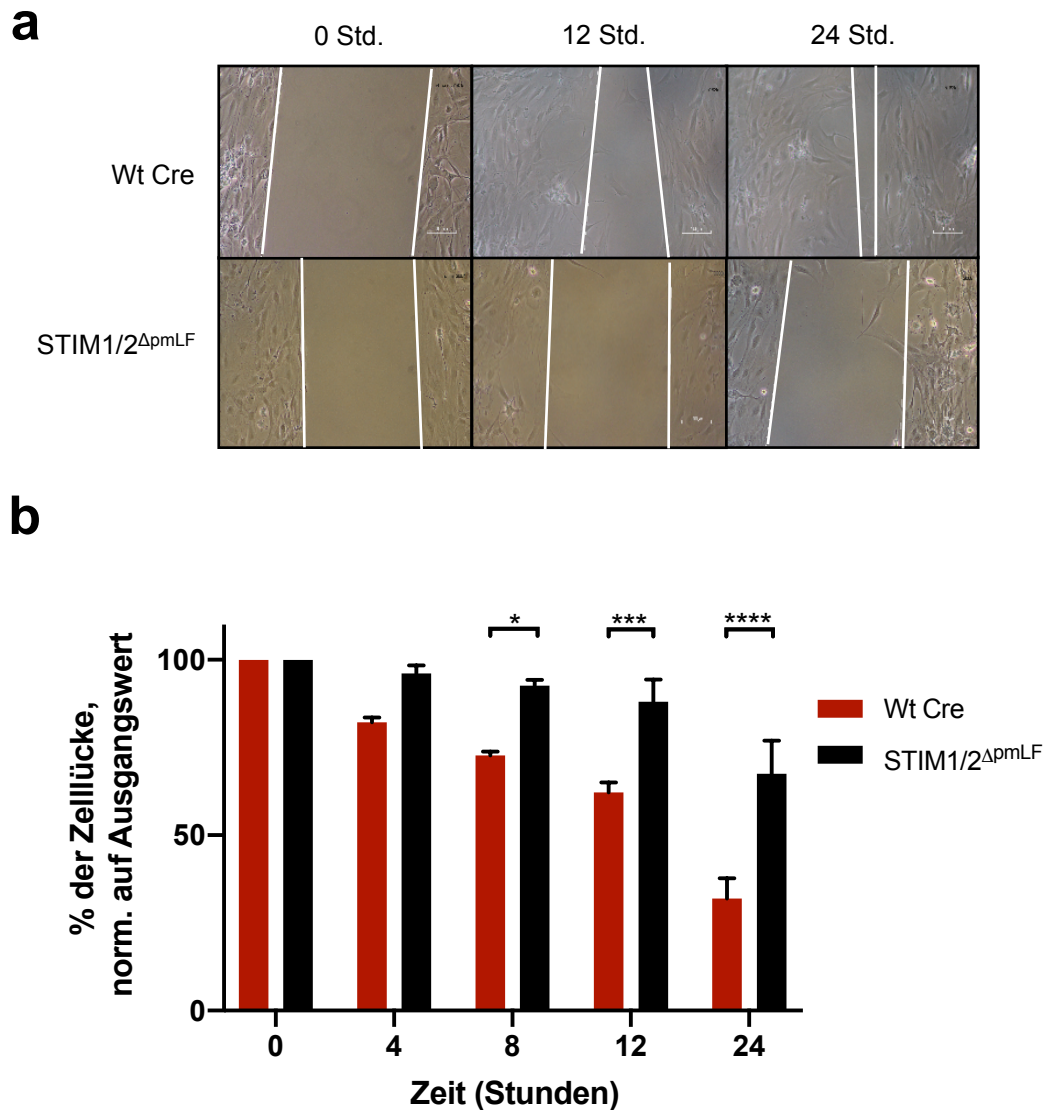 a
0 Std.
12 Std.
24 Std.
Wt Cre
STIM1/2ΔpmLF
b
% der Zelllücke,
norm. auf Ausgangswert
100
50
0
*
***
****
0
4
8
12
24
Zeit (Stunden)
Wt Cre
STIM1/2ΔpmLF